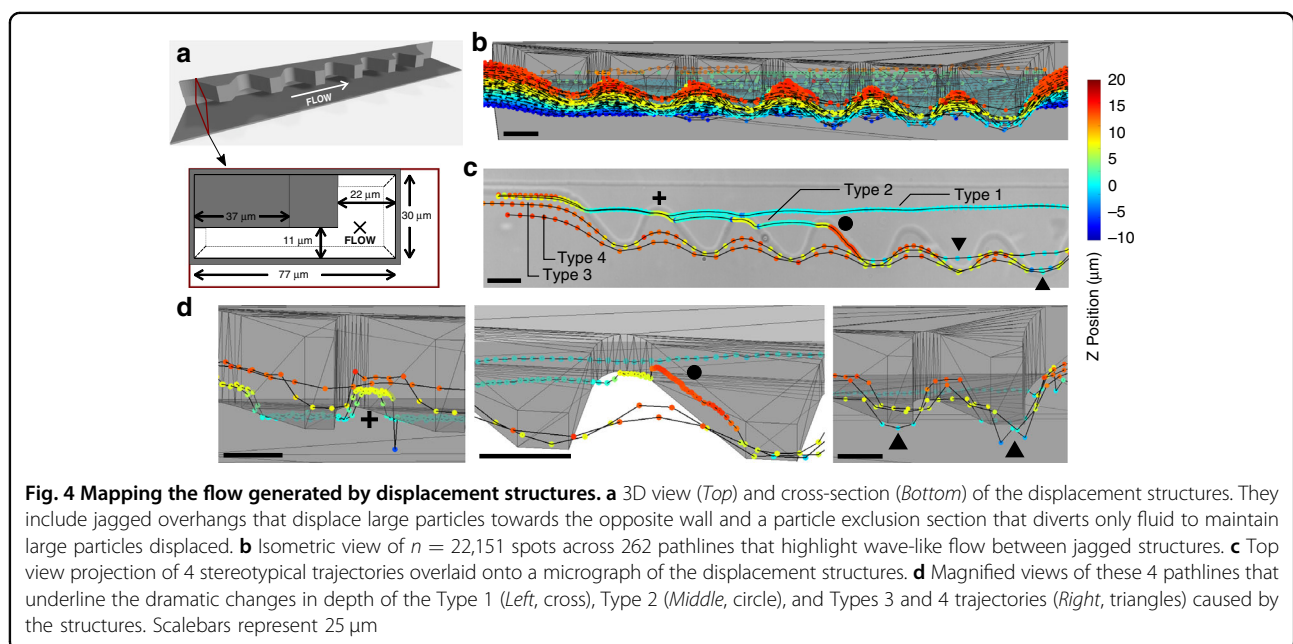 a
FLOW
22 µm
37 µm
30 µm
11 µm
FLOW
77 µm
b
c
Type 2
Type 1
Type 4
Type 3
20
15
10
5
0
−5
−10
Z Position (µm)
d
Fig. 4 Mapping the flow generated by displacement structures. a 3D view (Top) and cross-section (Bottom) of the displacement structures. They
include jagged overhangs that displace large particles towards the opposite wall and a particle exclusion section that diverts only fluid to maintain
large particles displaced. b Isometric view of n = 22,151 spots across 262 pathlines that highlight wave-like flow between jagged structures. c Top
view projection of 4 stereotypical trajectories overlaid onto a micrograph of the displacement structures. d Magnified views of these 4 pathlines that
underline the dramatic changes in depth of the Type 1 (Left, cross), Type 2 (Middle, circle), and Types 3 and 4 trajectories (Right, triangles) caused by
the structures. Scalebars represent 25 µm